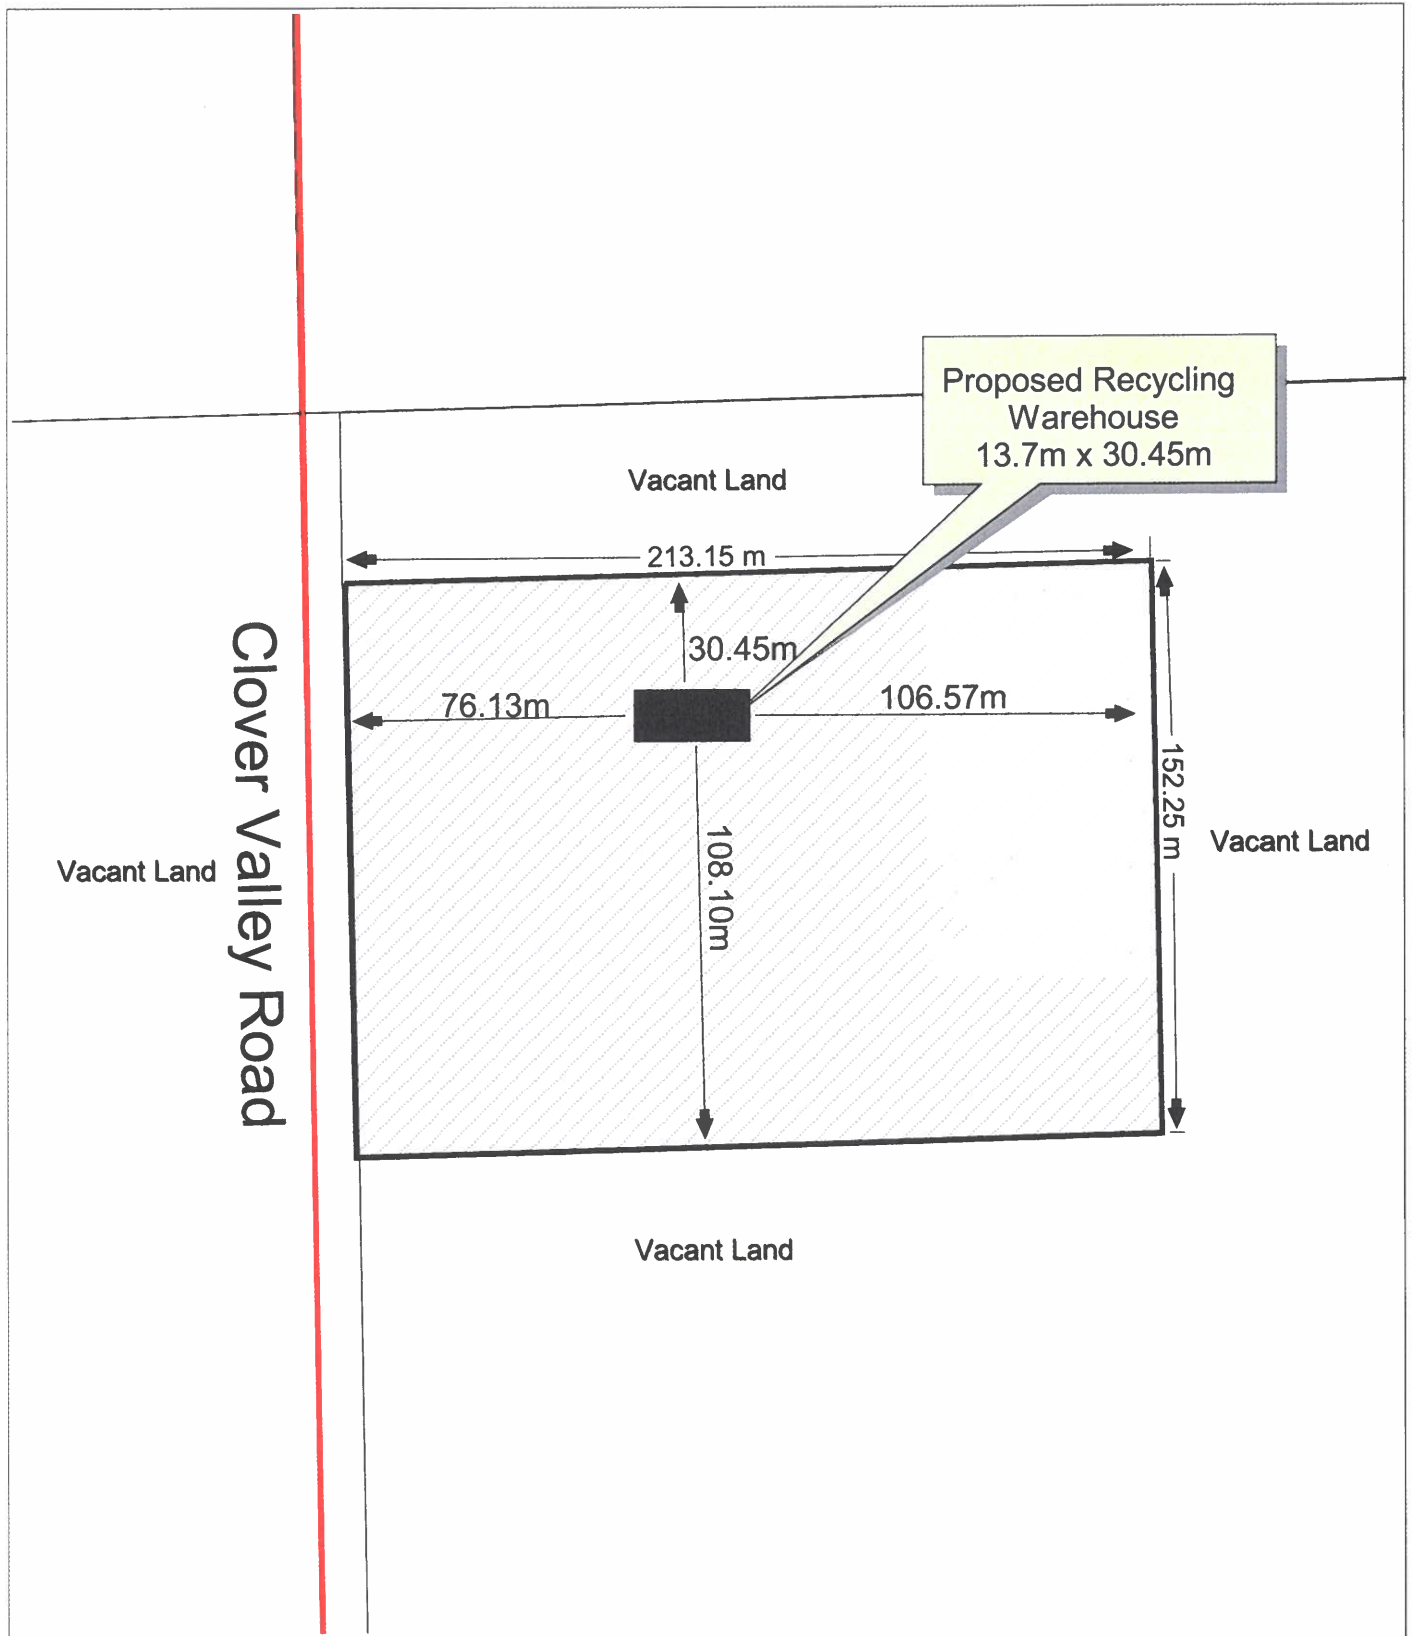 Proposed Recycling
Warehouse
13.7m x 30.45m
Vacant Land
213.15 m
30.45m
76.13m
106.57m
152.25 m
108.10m
Clover Valley Road
Vacant Land
Vacant Land
Vacant Land